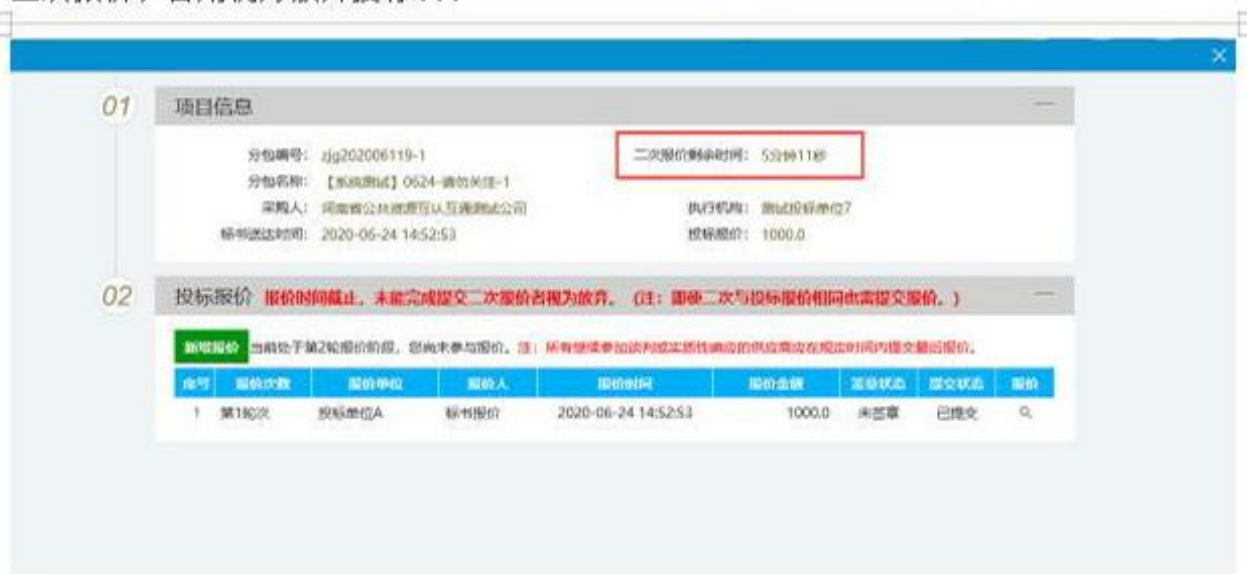 01 项目信息
分包编号: zjg202006119-1 二次报价剩余时间: 5分钟11秒
分包名称: 【系统测试】0624-请勿关注-1
采购人: 河南省公共资源互认互通测试公司 执行机构: 测试投标单位7
标书送达时间: 2020-06-24 14:52:53 投标报价: 1000.0
02 投标报价 报价时间截止,未能完成提交二次报价者视为放弃。(注:即使二次与投标报价相同也需提交报价。)
新增报价 当前处于第2轮报价阶段,您尚未参与报价。注:所有继续参加谈判或实质性响应的供应商应在规定时间内提交最后报价。
序号 报价次数 报价单位 报价人 报价时间 报价金额 签章状态 提交状态 报价
1 第1轮次 投标单位A 标书报价 2020-06-24 14:52:53 1000.0 未签章 已提交